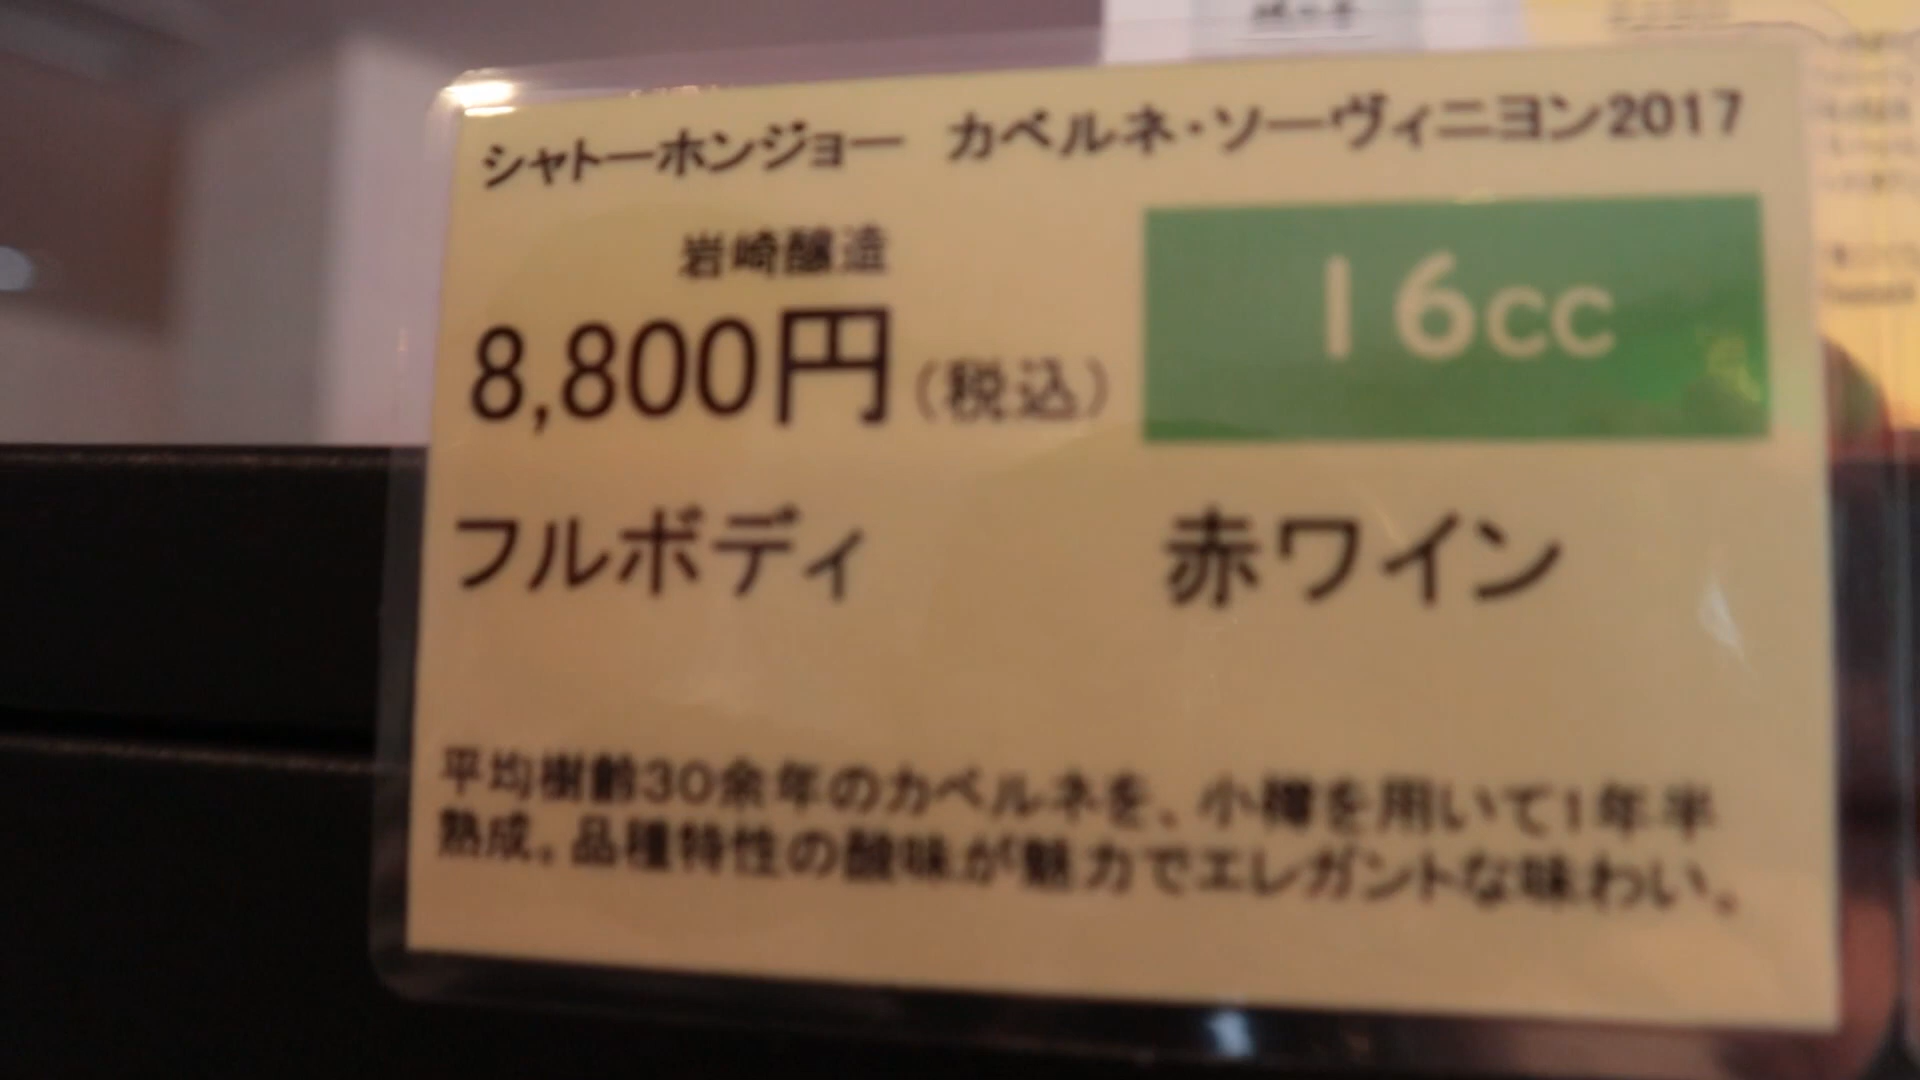 シャトーホンジョー カベルネ・ソーヴィニヨン2017
岩崎醸造
8,800円(税込)
16cc
フルボディ 赤ワイン
平均樹齢30余年のカベルネを、小樽を用いて1年半
熟成。品種特性の酸味が魅力でエレガントな味わい。